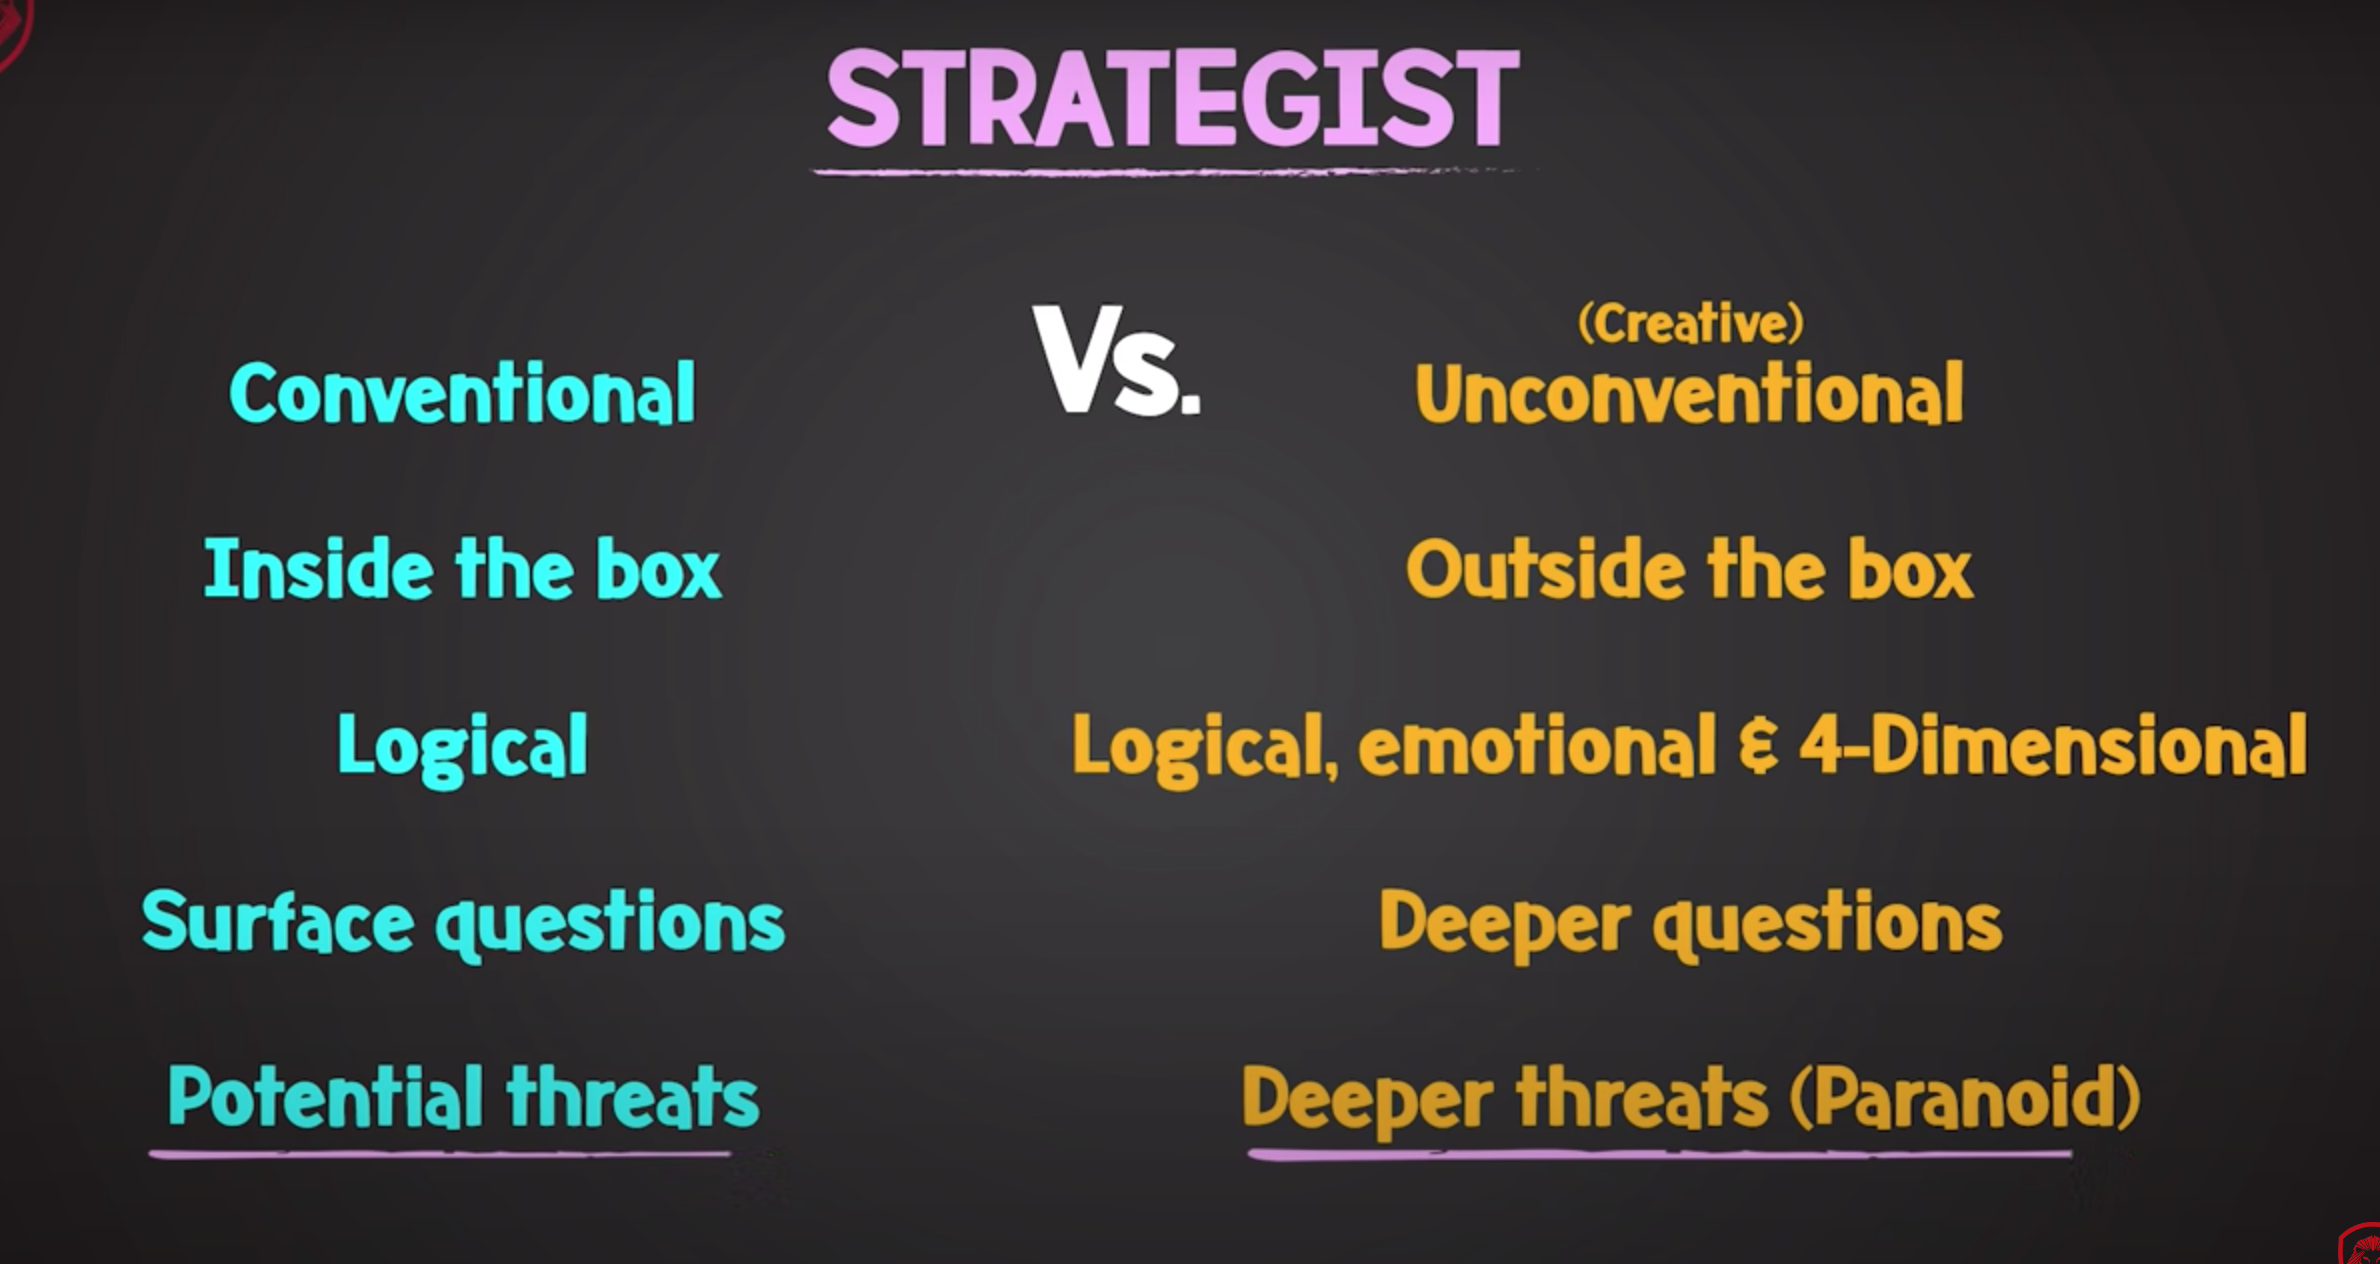 STRATEGIST
Vs.
(Creative)
Conventional
Unconventional
Inside the box
Outside the box
Logical
Logical, emotional & 4-Dimensional
Surface questions
Deeper questions
Potential threats
Deeper threats (Paranoid)